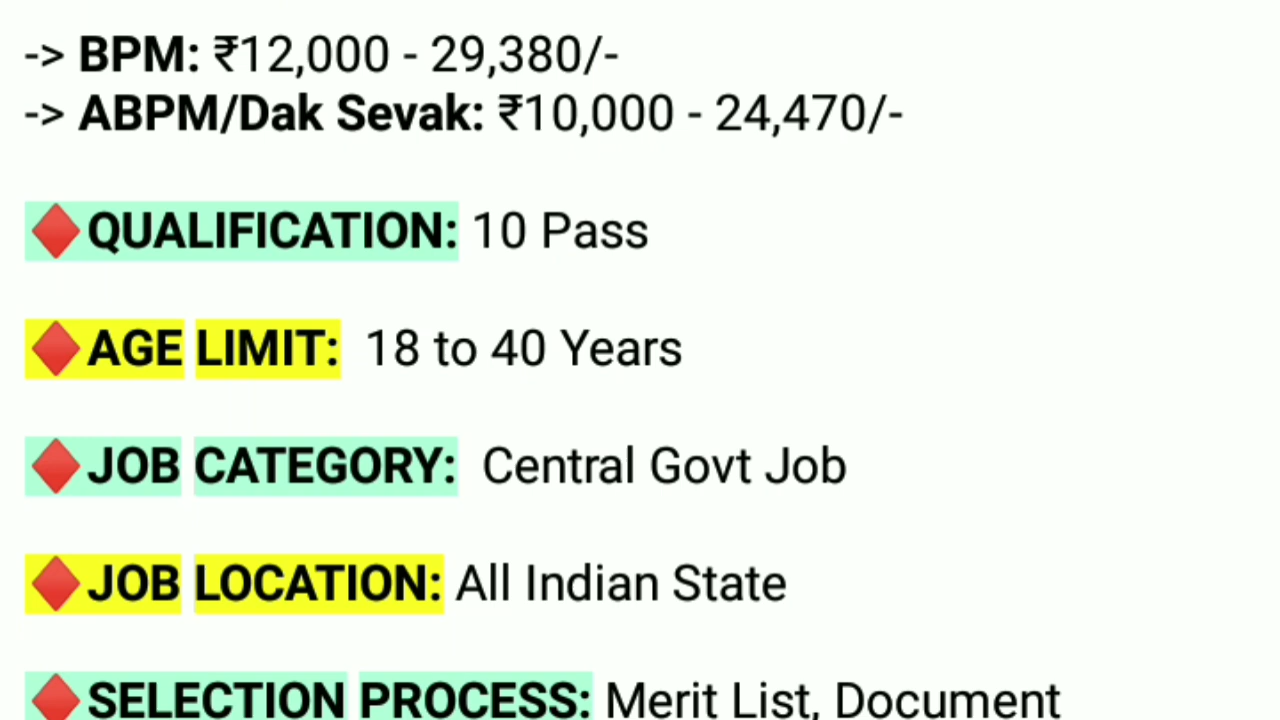 -> BPM: ₹12,000 - 29,380/-
-> ABPM/Dak Sevak: ₹10,000 - 24,470/-
♦️QUALIFICATION: 10 Pass
♦️AGE LIMIT: 18 to 40 Years
♦️JOB CATEGORY: Central Govt Job
♦️JOB LOCATION: All Indian State
♦️SELECTION PROCESS: Merit List, Document